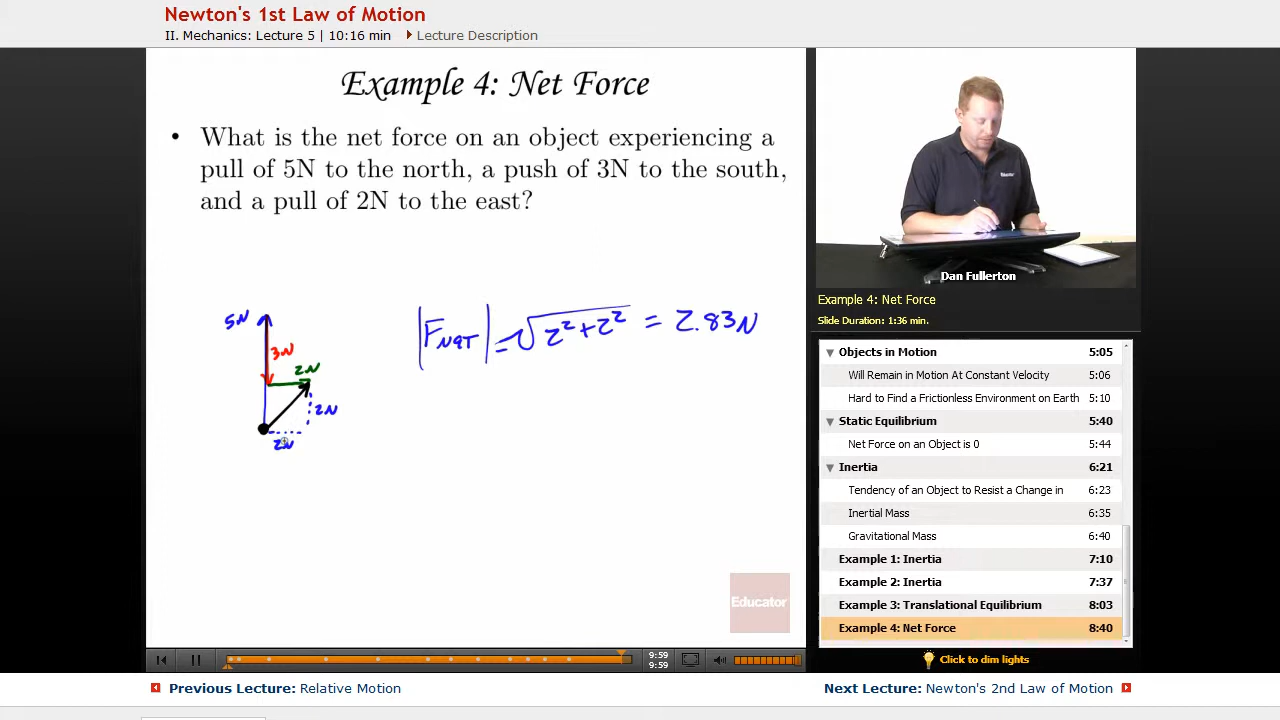 Newton's 1st Law of Motion
II. Mechanics: Lecture 5 | 10:16 min
Lecture Description
Example 4: Net Force
• What is the net force on an object experiencing a
pull of 5N to the north, a push of 3N to the south,
and a pull of 2N to the east?
5N
3N
2N
2N
2N
|Fₙₑₜ| = √2²+2² = 2.83N
Educator
Dan Fullerton
Example 4: Net Force
Slide Duration: 1:36 min.
Objects in Motion 5:05
Will Remain in Motion At Constant Velocity 5:06
Hard to Find a Frictionless Environment on Earth 5:10
Static Equilibrium 5:40
Net Force on an Object is 0 5:44
Inertia 6:21
Tendency of an Object to Resist a Change in 6:23
Inertial Mass 6:35
Gravitational Mass 6:40
Example 1: Inertia 7:10
Example 2: Inertia 7:37
Example 3: Translational Equilibrium 8:03
Example 4: Net Force 8:40
9:59
9:59
Click to dim lights
Previous Lecture: Relative Motion
Next Lecture: Newton's 2nd Law of Motion